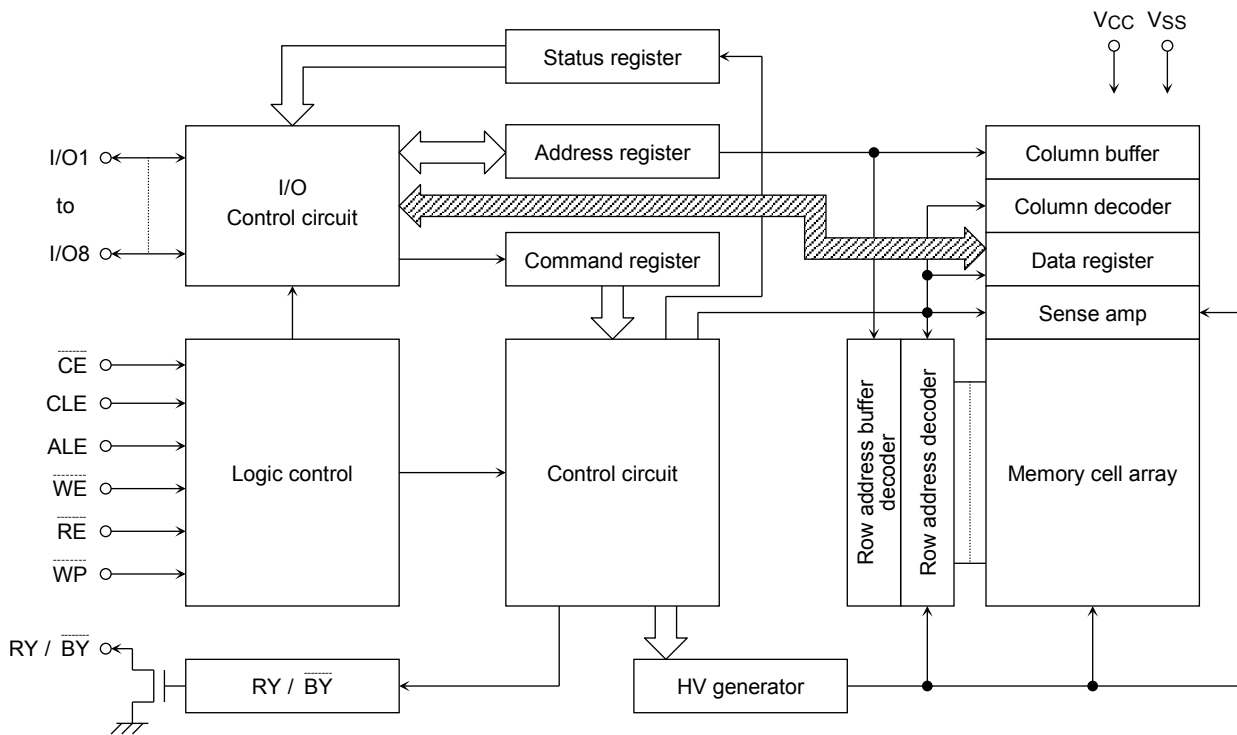 VCC VSS
Status register
I/O1
to
I/O8
I/O
Control circuit
Address register
Command register
Column buffer
Column decoder
Data register
Sense amp
CE
CLE
ALE
WE
RE
WP
Logic control
Control circuit
Row address buffer
decoder
Row address decoder
Memory cell array
RY / BY
RY / BY
HV generator